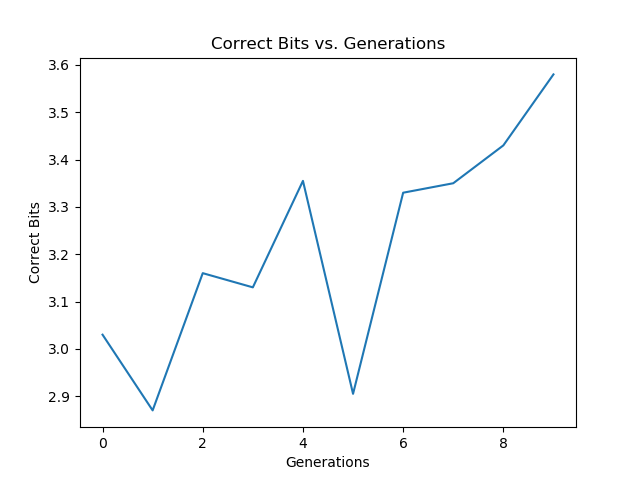 Correct Bits vs. Generations
3.6
3.5
3.4
3.3
3.2
3.1
3.0
2.9
Correct Bits
0 2 4 6 8
Generations